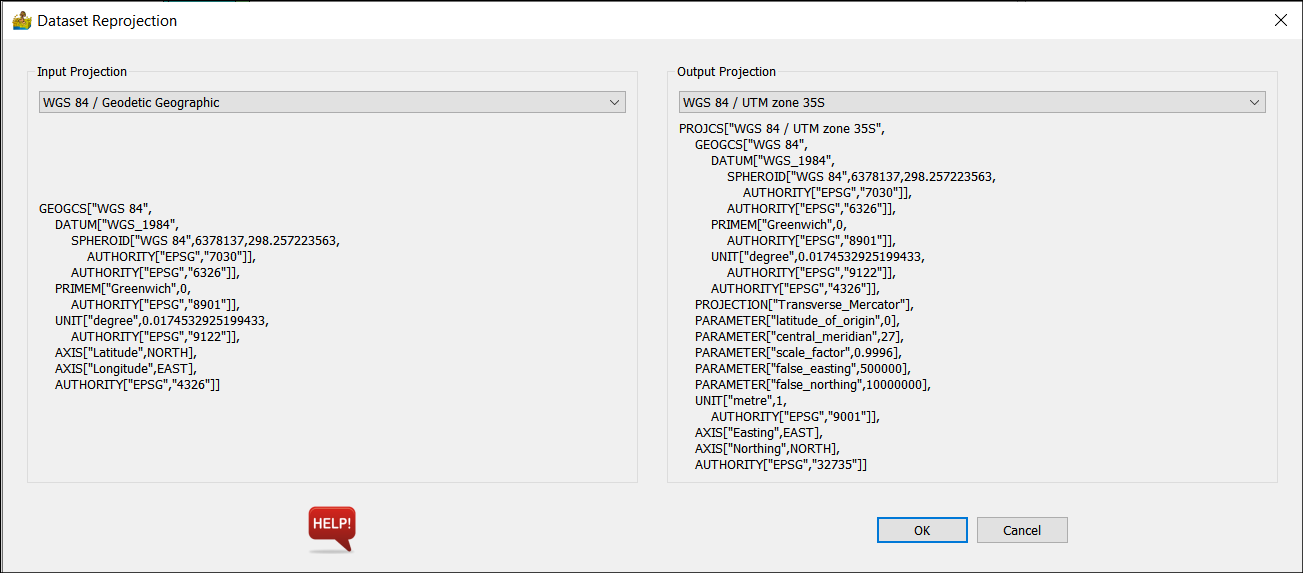 Dataset Reprojection
Input Projection
WGS 84 / Geodetic Geographic
GEOGCS["WGS 84",
DATUM["WGS_1984",
SPHEROID["WGS 84",6378137,298.257223563,
AUTHORITY["EPSG","7030"]],
AUTHORITY["EPSG","6326"]],
PRIMEM["Greenwich",0,
AUTHORITY["EPSG","8901"]],
UNIT["degree",0.0174532925199433,
AUTHORITY["EPSG","9122"]],
AXIS["Latitude",NORTH],
AXIS["Longitude",EAST],
AUTHORITY["EPSG","4326"]]
Output Projection
WGS 84 / UTM zone 35S
PROJCS["WGS 84 / UTM zone 35S",
GEOGCS["WGS 84",
DATUM["WGS_1984",
SPHEROID["WGS 84",6378137,298.257223563,
AUTHORITY["EPSG","7030"]],
AUTHORITY["EPSG","6326"]],
PRIMEM["Greenwich",0,
AUTHORITY["EPSG","8901"]],
UNIT["degree",0.0174532925199433,
AUTHORITY["EPSG","9122"]],
AUTHORITY["EPSG","4326"]],
PROJECTION["Transverse_Mercator"],
PARAMETER["latitude_of_origin",0],
PARAMETER["central_meridian",27],
PARAMETER["scale_factor",0.9996],
PARAMETER["false_easting",500000],
PARAMETER["false_northing",10000000],
UNIT["metre",1,
AUTHORITY["EPSG","9001"]],
AXIS["Easting",EAST],
AXIS["Northing",NORTH],
AUTHORITY["EPSG","32735"]]
HELP!
OK
Cancel